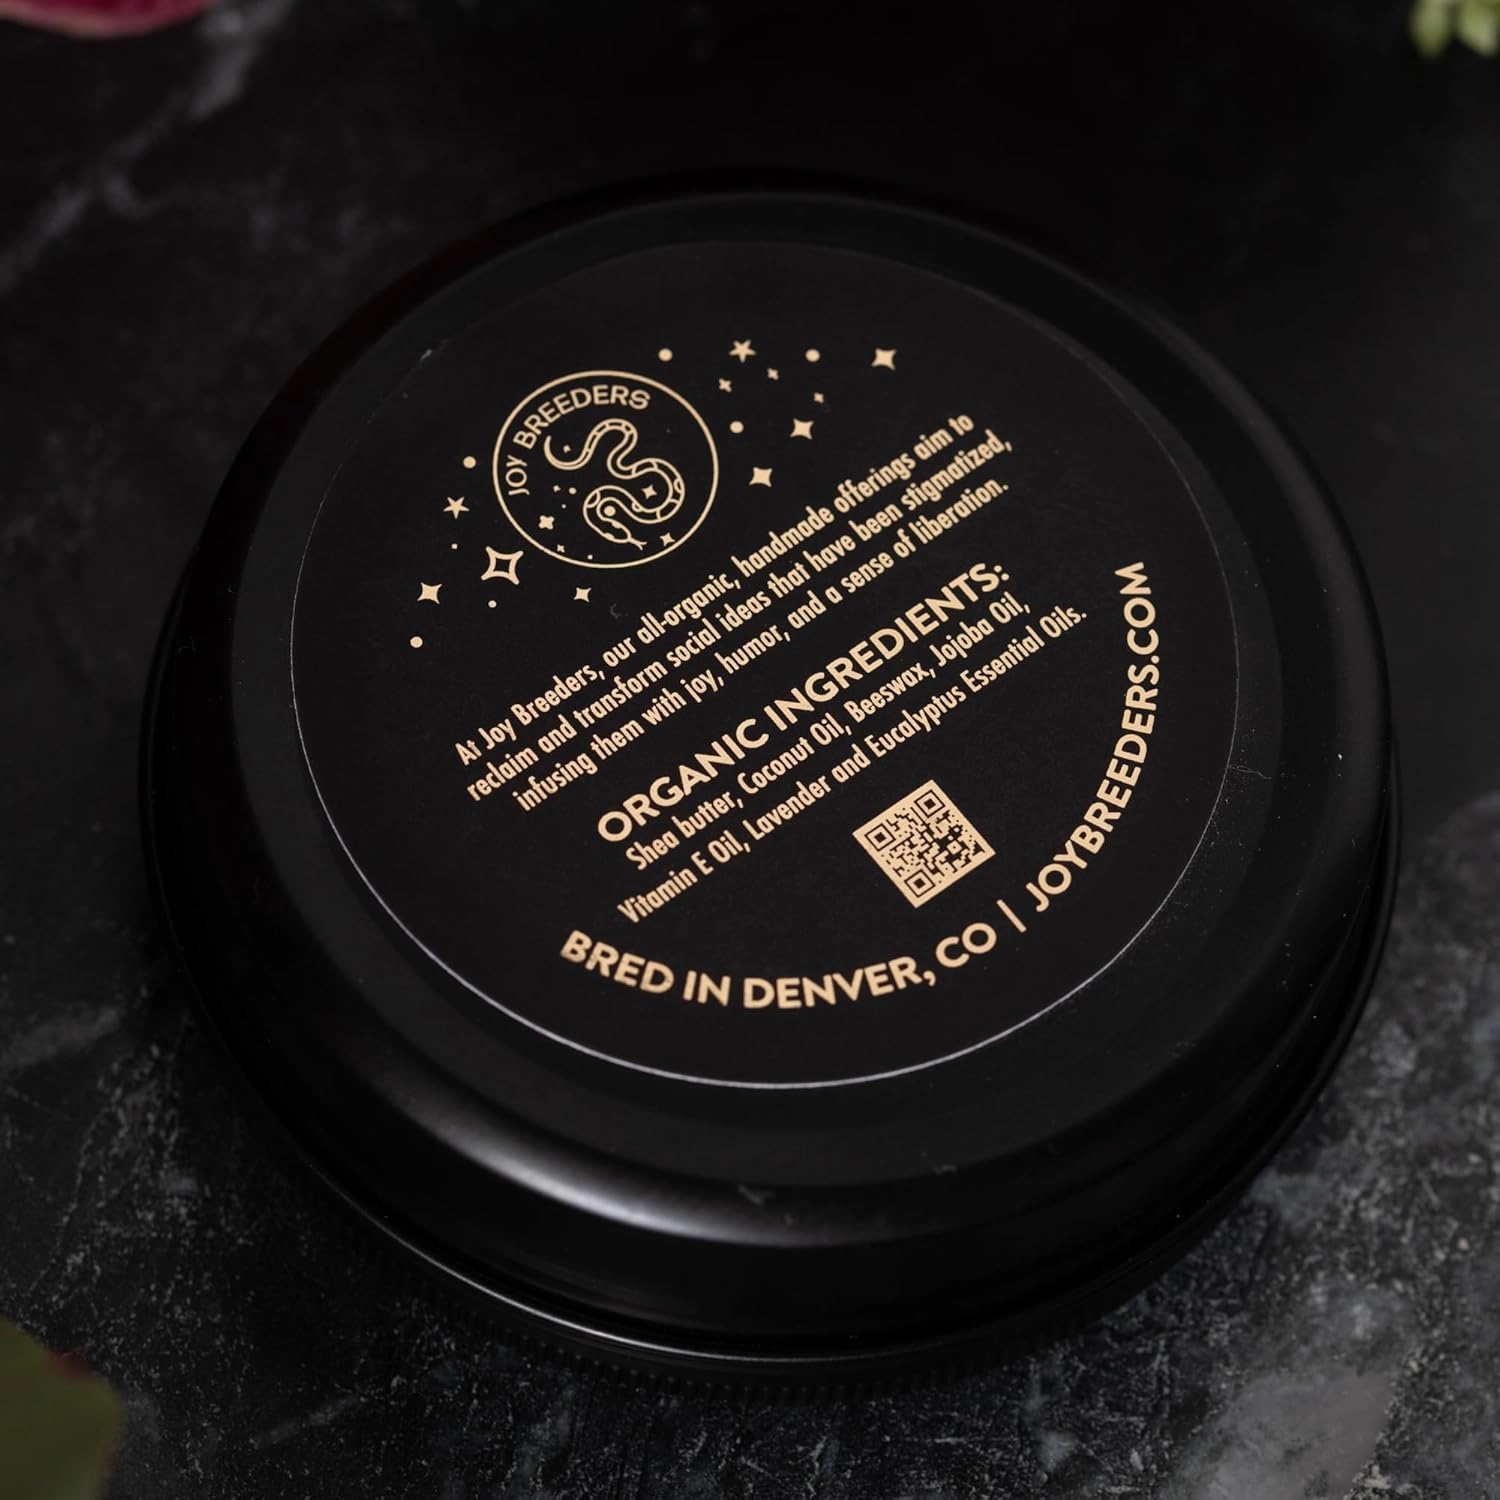 JOY BREEDERS
At Joy Breeders, our all-organic, handmade offerings aim to
reclaim and transform social ideas that have been stigmatized,
infusing them with joy, humor, and a sense of liberation.
ORGANIC INGREDIENTS:
Shea butter, Coconut Oil, Beeswax, Jojoba Oil,
Vitamin E Oil, Lavender and Eucalyptus Essential Oils.
BRED IN DENVER, CO | JOYBREEDERS.COM